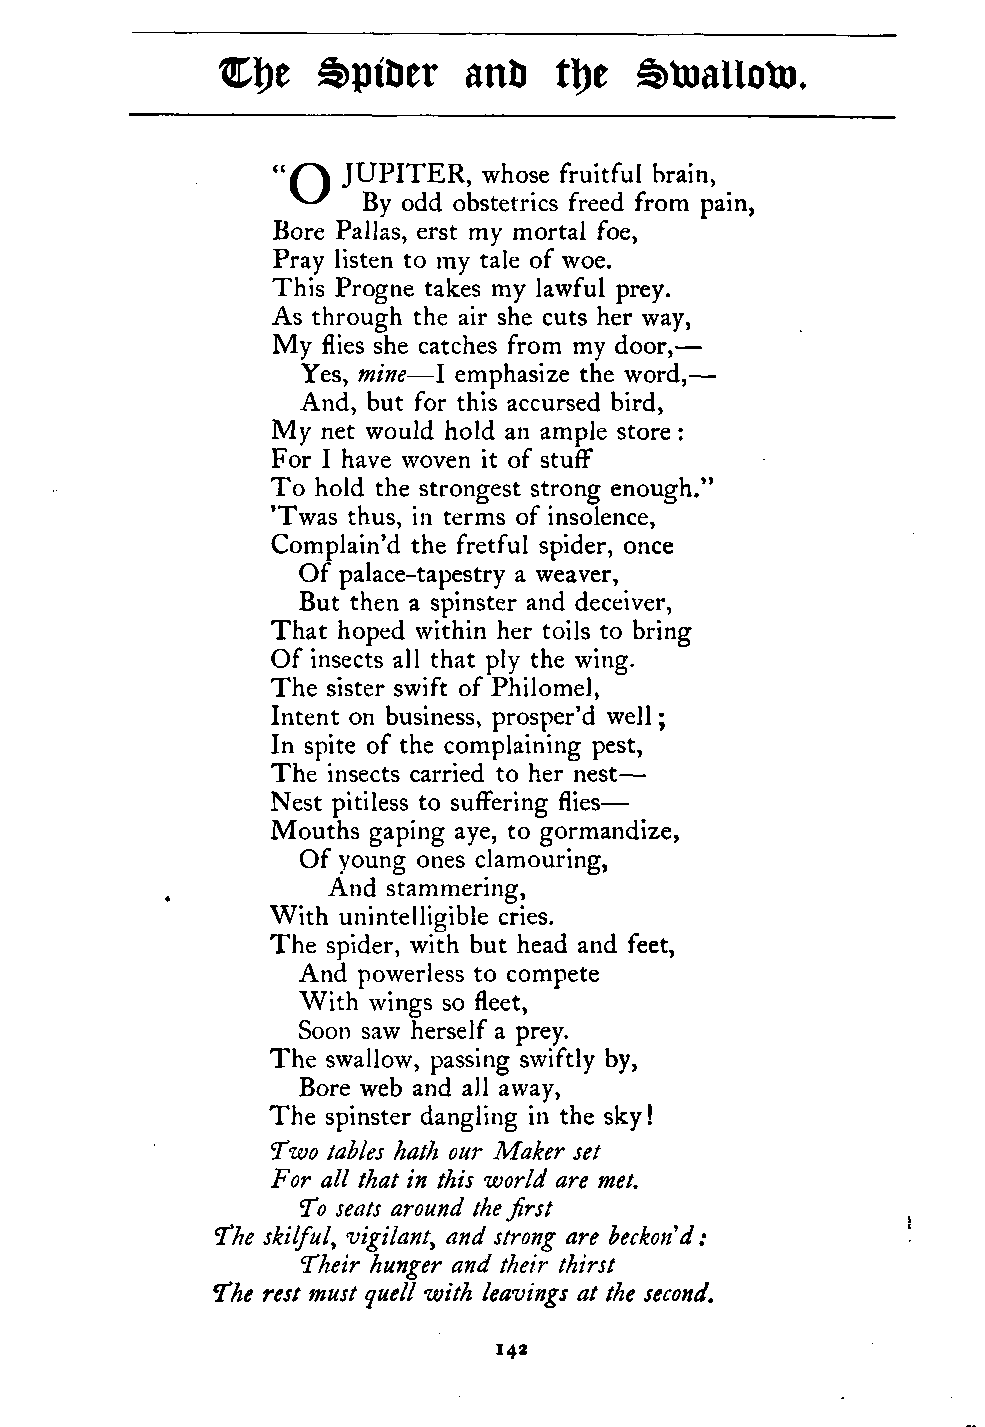 The Spider and the Swallow.
"O JUPITER, whose fruitful brain,
By odd obstetrics freed from pain,
Bore Pallas, erst my mortal foe,
Pray listen to my tale of woe.
This Progne takes my lawful prey.
As through the air she cuts her way,
My flies she catches from my door,—
Yes, mine—I emphasize the word,—
And, but for this accursed bird,
My net would hold an ample store:
For I have woven it of stuff
To hold the strongest strong enough."
'Twas thus, in terms of insolence,
Complain'd the fretful spider, once
Of palace-tapestry a weaver,
But then a spinster and deceiver,
That hoped within her toils to bring
Of insects all that ply the wing.
The sister swift of Philomel,
Intent on business, prosper'd well;
In spite of the complaining pest,
The insects carried to her nest—
Nest pitiless to suffering flies—
Mouths gaping aye, to gormandize,
Of young ones clamouring,
And stammering,
With unintelligible cries.
The spider, with but head and feet,
And powerless to compete
With wings so fleet,
Soon saw herself a prey.
The swallow, passing swiftly by,
Bore web and all away,
The spinster dangling in the sky!
Two tables hath our Maker set
For all that in this world are met.
To seats around the first
The skilful, vigilant, and strong are beckon'd:
Their hunger and their thirst
The rest must quell with leavings at the second.
142